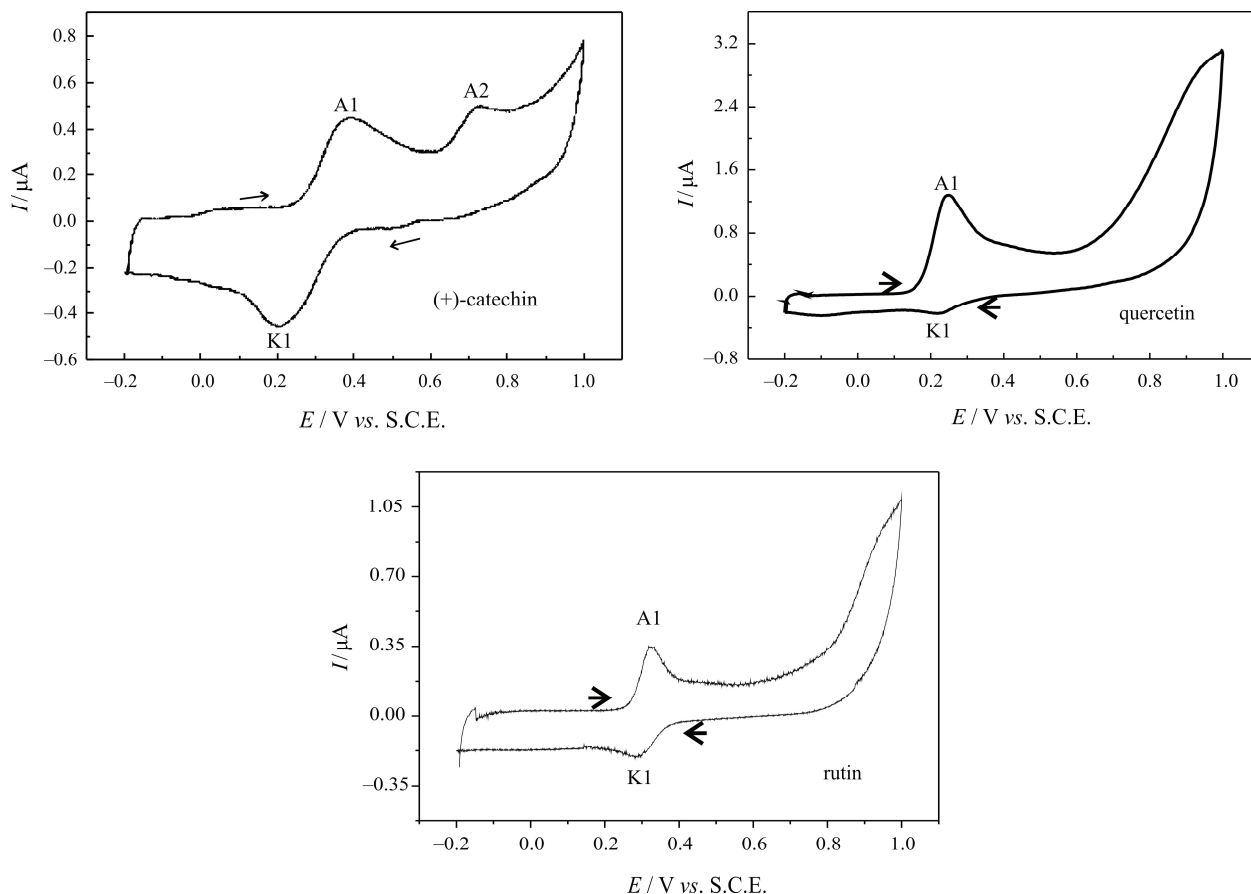 0.8
0.6
0.4
0.2
0.0
–0.2
–0.4
–0.6
I / μA
A1
A2
K1
(+)-catechin
–0.2 0.0 0.2 0.4 0.6 0.8 1.0
E / V vs. S.C.E.
3.2
2.4
1.6
0.8
0.0
–0.8
I / μA
A1
K1
quercetin
–0.2 0.0 0.2 0.4 0.6 0.8 1.0
E / V vs. S.C.E.
1.05
0.70
0.35
0.00
–0.35
I / μA
A1
K1
rutin
–0.2 0.0 0.2 0.4 0.6 0.8 1.0
E / V vs. S.C.E.